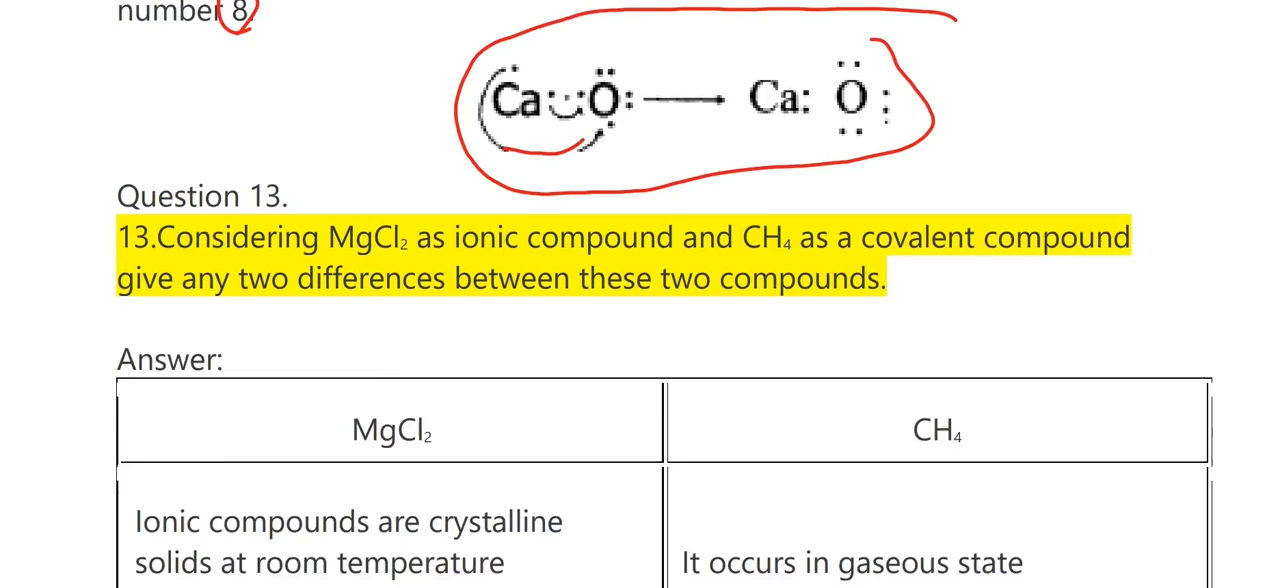 number 8.
Ca : : O : → Ca: O :
Question 13.
13.Considering MgCl₂ as ionic compound and CH₄ as a covalent compound
give any two differences between these two compounds.
Answer:
MgCl₂ CH₄
Ionic compounds are crystalline
solids at room temperature It occurs in gaseous state